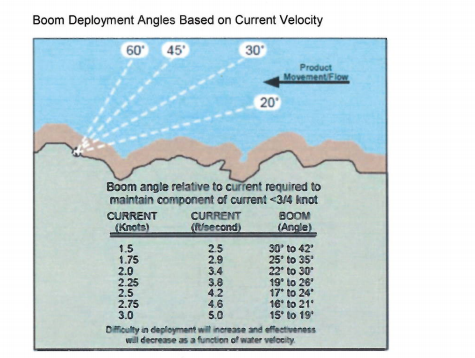 Boom Deployment Angles Based on Current Velocity
60° 45° 30°
Product
Movement/Flow
20°
Boom angle relative to current required to
maintain component of current <3/4 knot
CURRENT CURRENT BOOM
(Knots) (ft/second) (Angle)
1.5 2.5 30° to 42°
1.75 2.9 25° to 35°
2.0 3.4 22° to 30°
2.25 3.8 19° to 26°
2.5 4.2 17° to 24°
2.75 4.6 16° to 21°
3.0 5.0 15° to 19°
Difficulty in deployment will increase and effectiveness
will decrease as a function of water velocity.